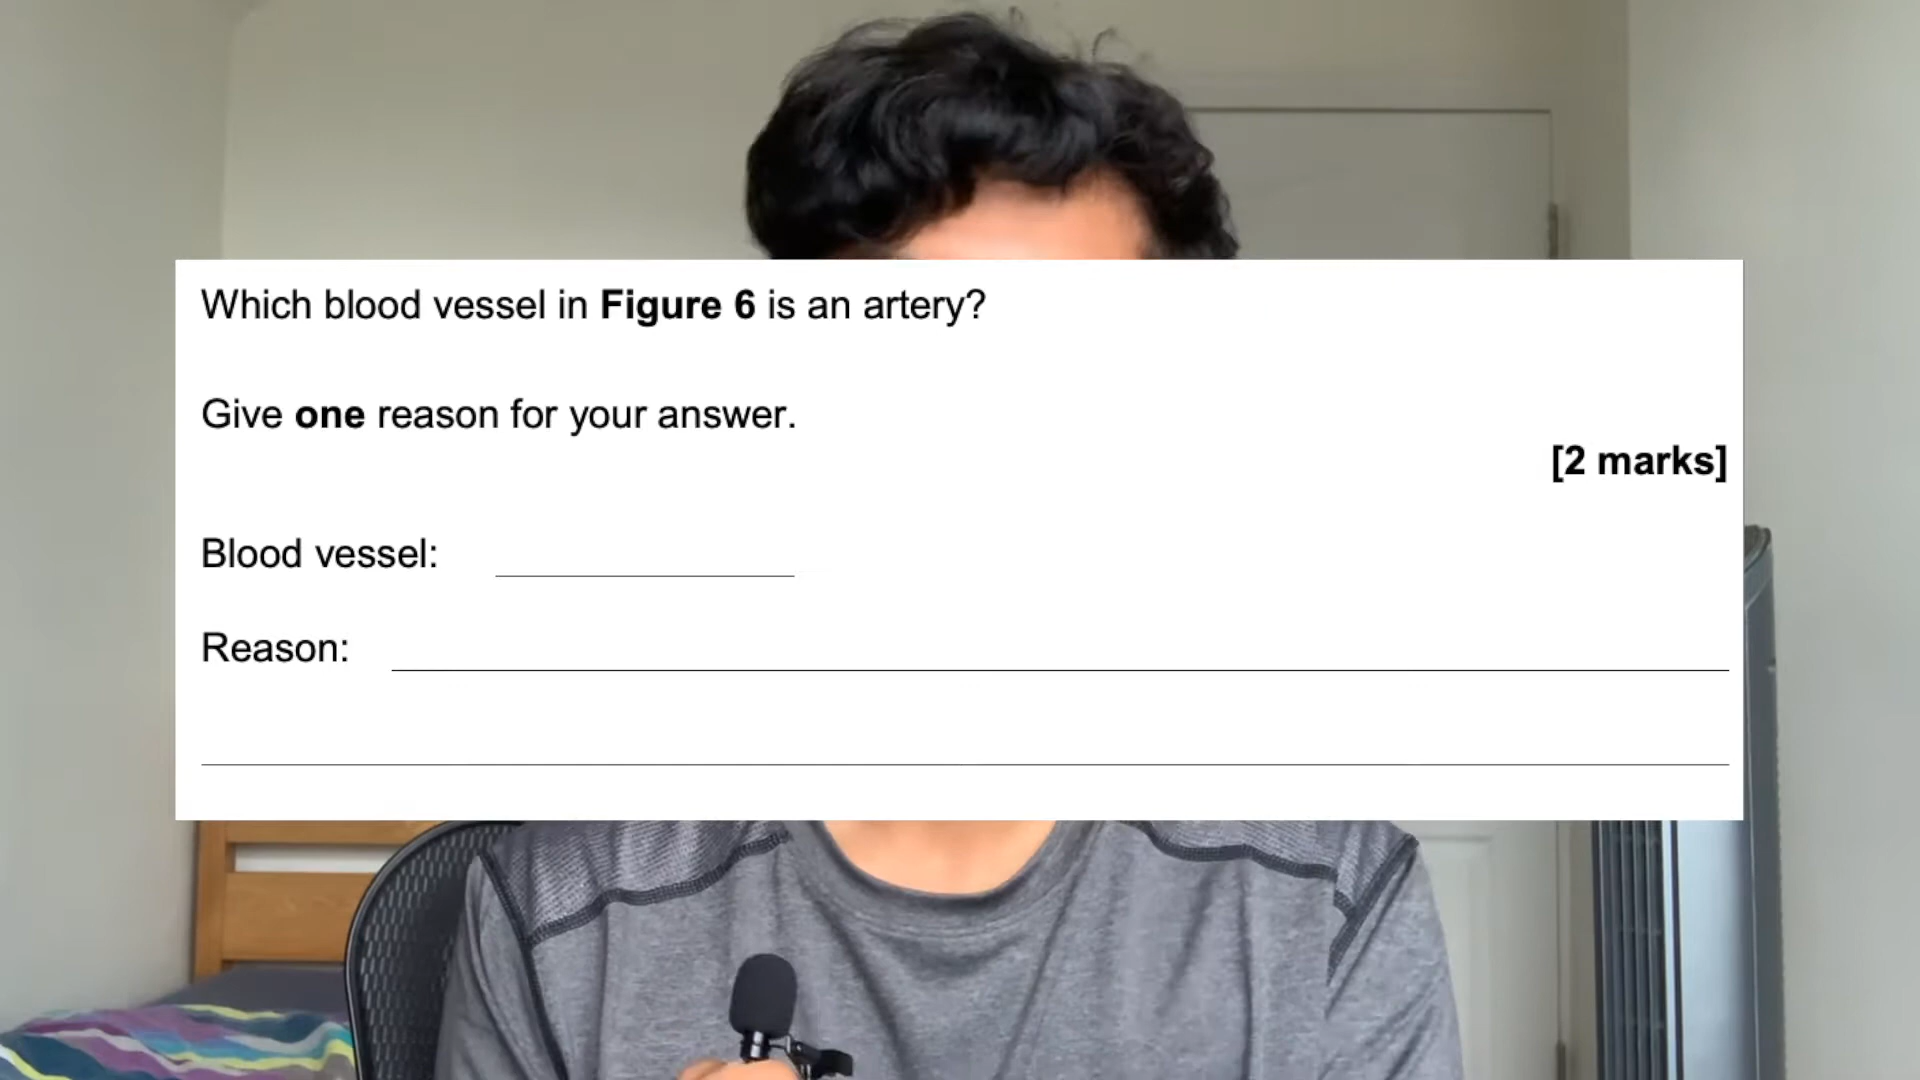 Which blood vessel in Figure 6 is an artery?
Give one reason for your answer.
[2 marks]
Blood vessel:
Reason: